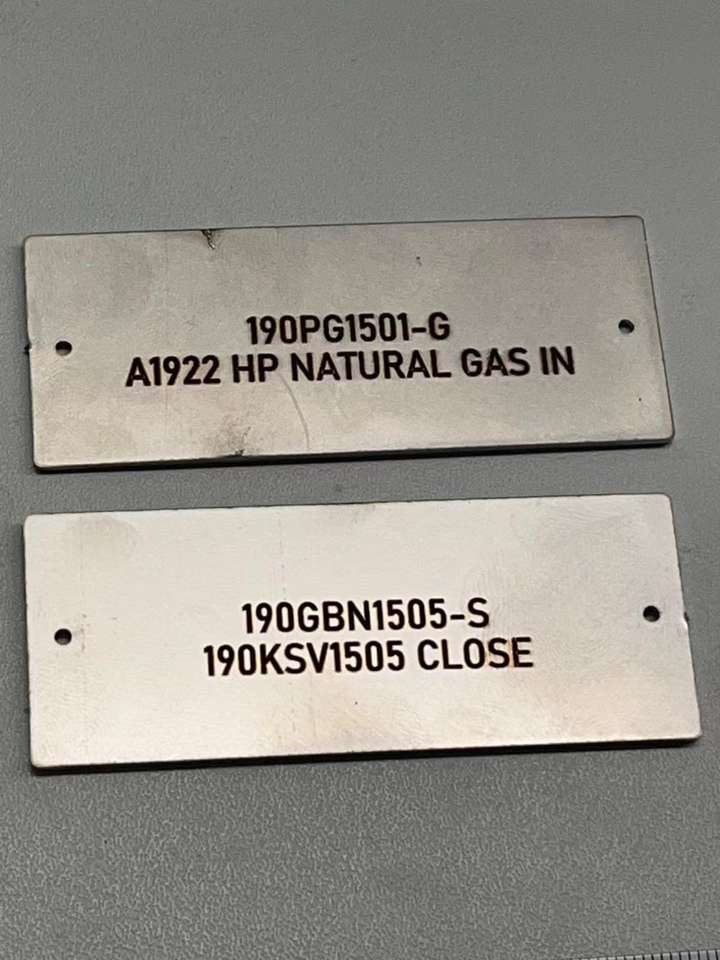 190PG1501-G
A1922 HP NATURAL GAS IN
190GBN1505-S
190KSV1505 CLOSE